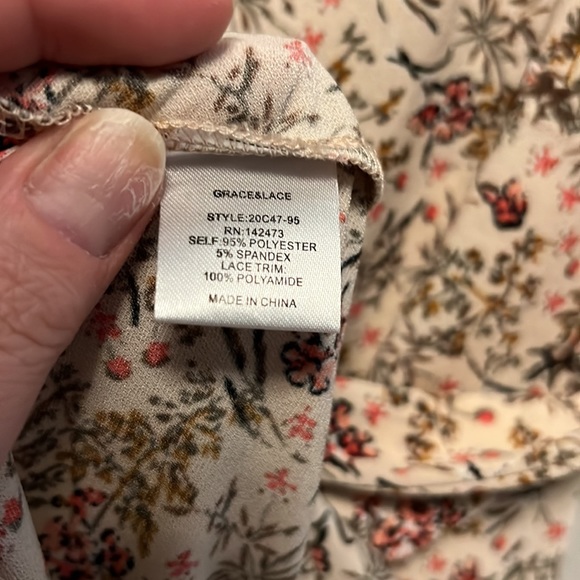 GRACE&LACE
STYLE:20C47-95
RN:142473
SELF:95% POLYESTER
5% SPANDEX
LACE TRIM:
100% POLYAMIDE
MADE IN CHINA